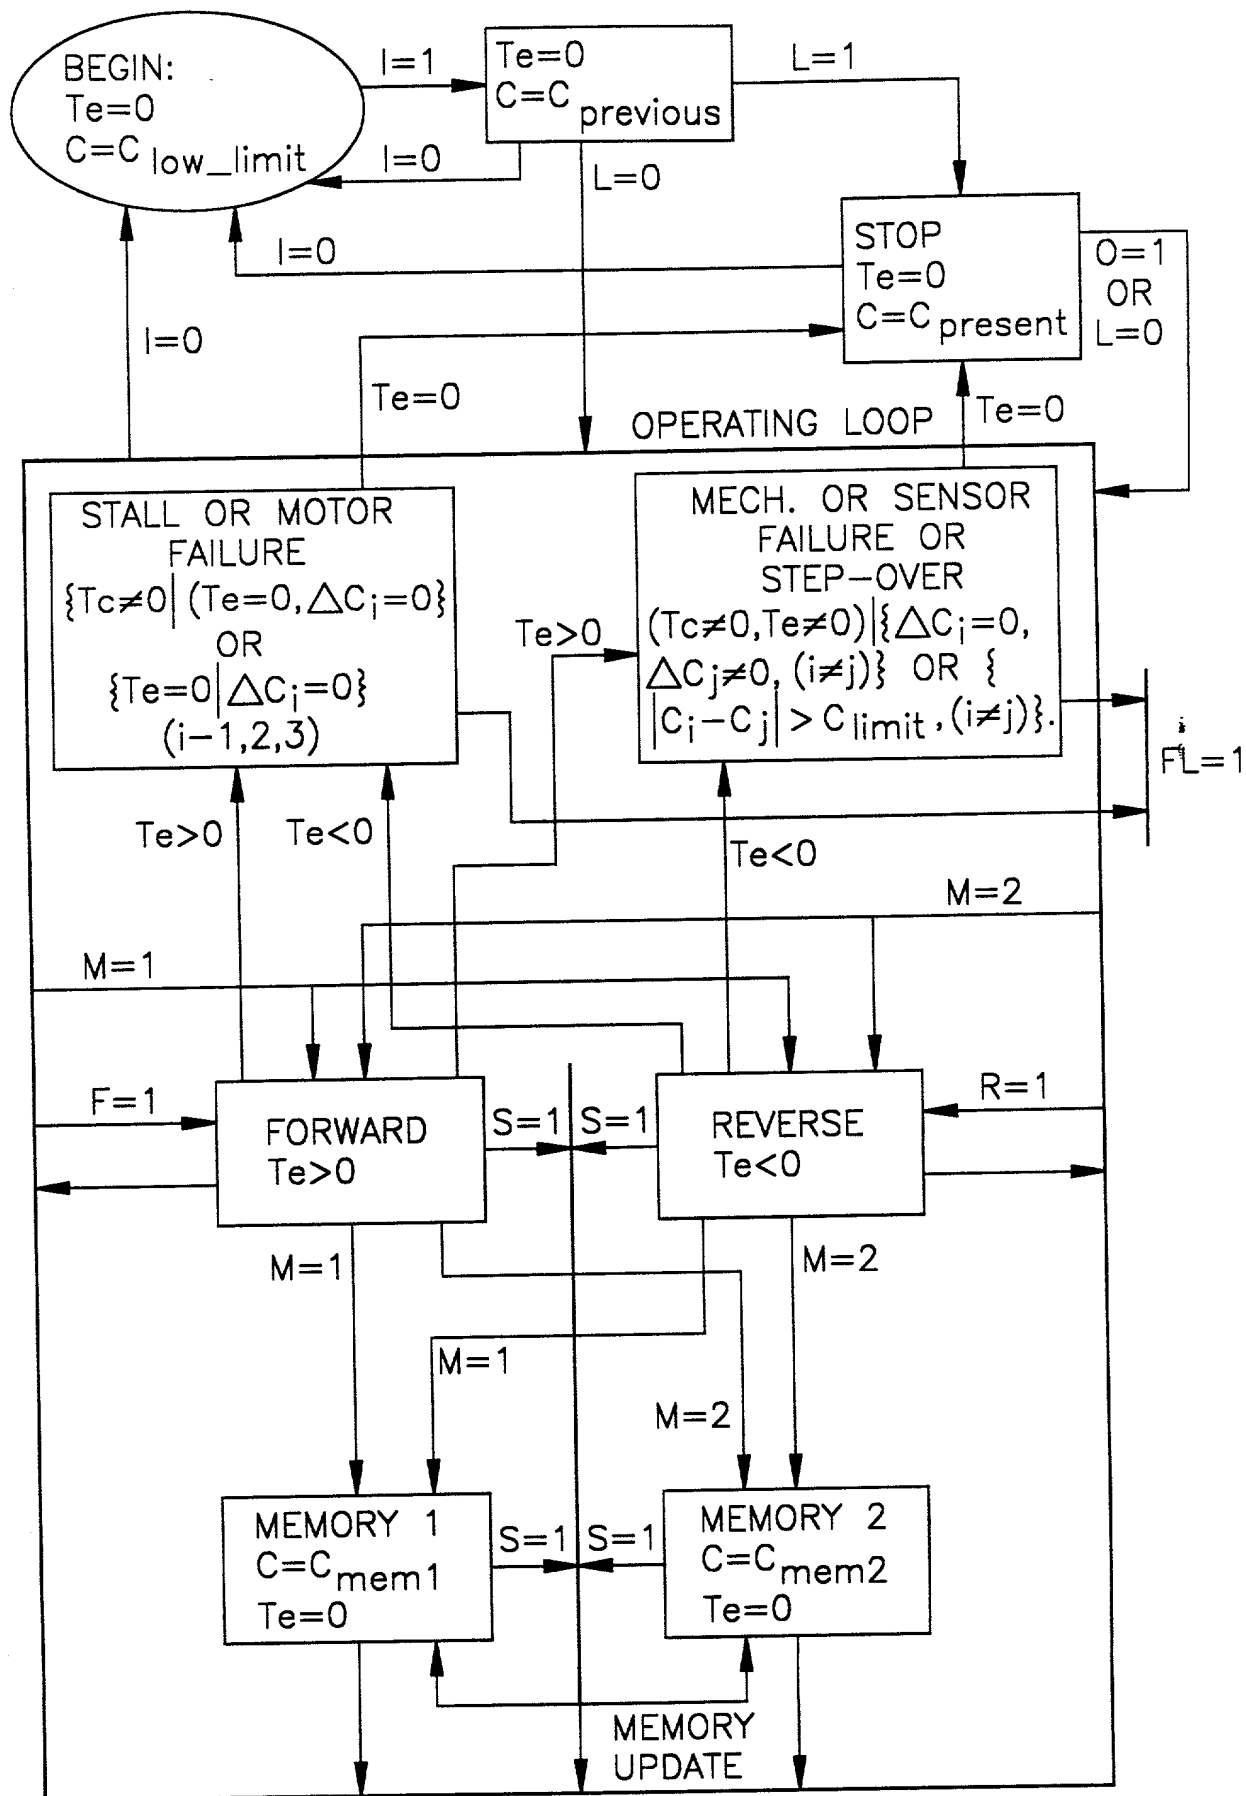 BEGIN:
Te=0
C=C low_limit
I=1
Te=0
C=C previous
L=1
I=0
L=0
STOP
Te=0
C=C present
I=0
O=1
OR
L=0
I=0
Te=0
Te=0
OPERATING LOOP
STALL OR MOTOR
FAILURE
{Tc≠0|(Te=0,△Ci=0}
OR
{Te=0|△Ci=0}
(i-1,2,3)
MECH. OR SENSOR
FAILURE OR
STEP-OVER
(Tc≠0,Te≠0)|{△Ci=0,
△Cj≠0,(i≠j)} OR {
|Ci-Cj|>C limit,(i≠j)}.
Te>0
FL=1
Te>0
Te<0
Te<0
M=2
M=1
F=1
FORWARD
Te>0
S=1
S=1
REVERSE
Te<0
R=1
M=1
M=2
M=1
M=2
MEMORY 1
C=C mem1
Te=0
S=1
S=1
MEMORY 2
C=C mem2
Te=0
MEMORY
UPDATE